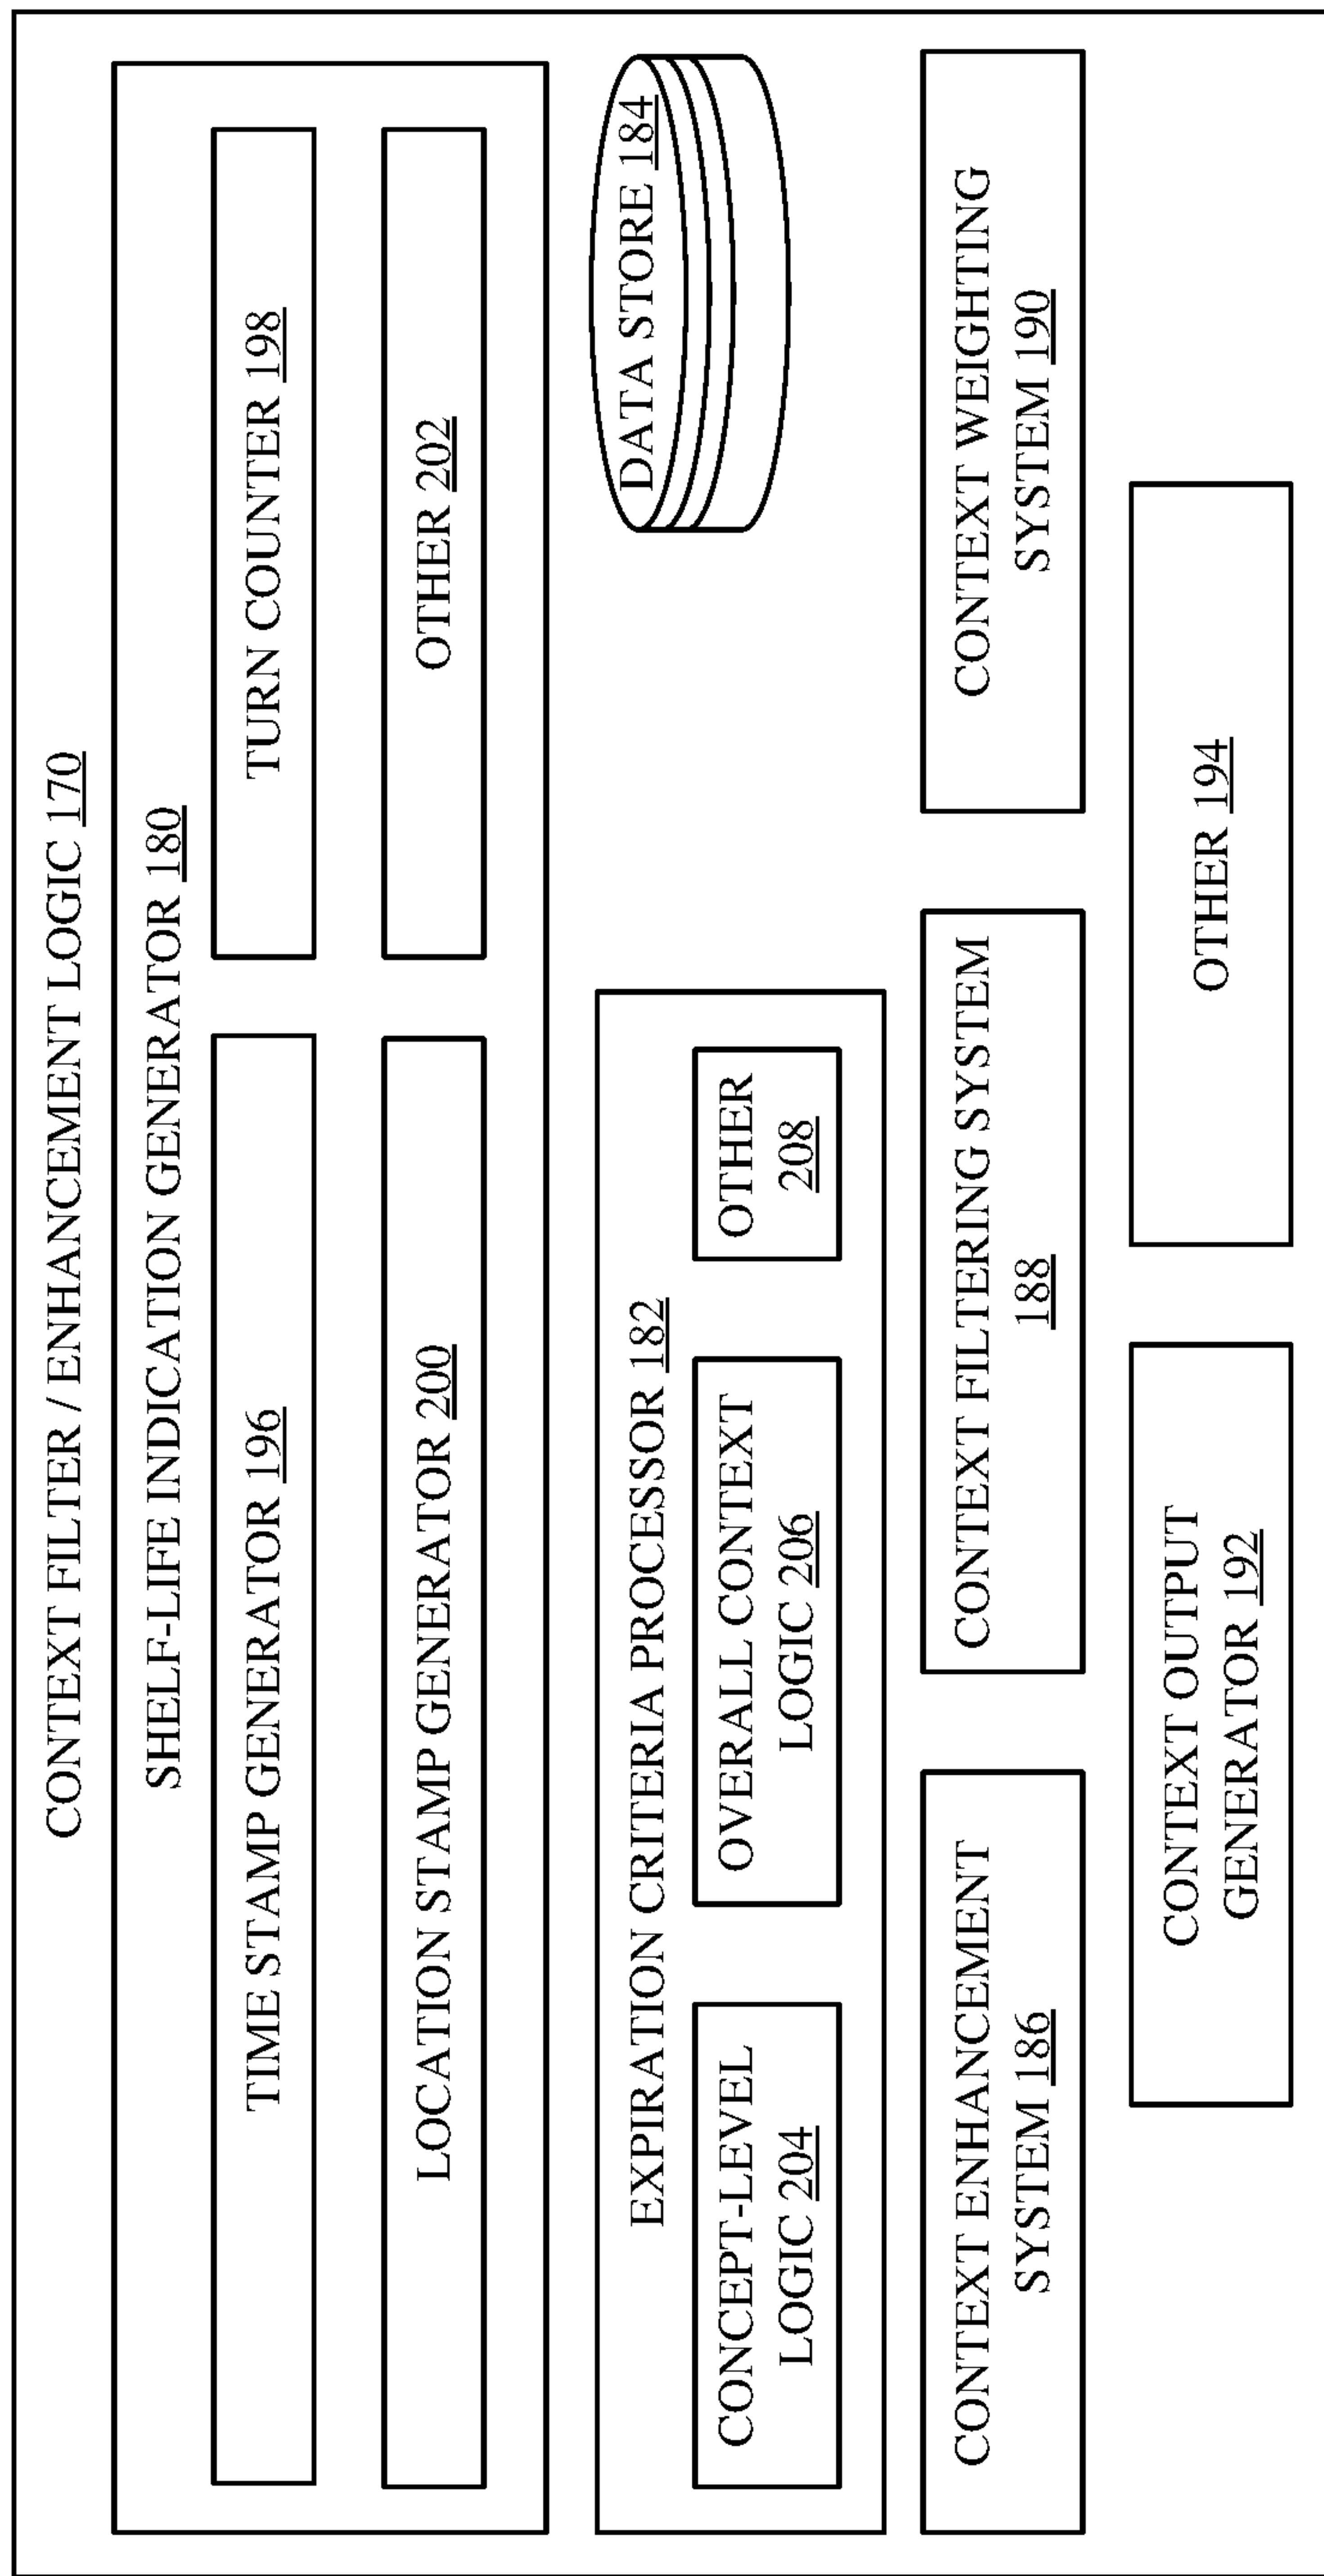 CONTEXT FILTER / ENHANCEMENT LOGIC 170
SHELF-LIFE INDICATION GENERATOR 180
TIME STAMP GENERATOR 196
TURN COUNTER 198
LOCATION STAMP GENERATOR 200
OTHER 202
EXPIRATION CRITERIA PROCESSOR 182
CONCEPT-LEVEL
LOGIC 204
OVERALL CONTEXT
LOGIC 206
OTHER
208
DATA STORE 184
CONTEXT ENHANCEMENT
SYSTEM 186
CONTEXT FILTERING SYSTEM
188
CONTEXT WEIGHTING
SYSTEM 190
CONTEXT OUTPUT
GENERATOR 192
OTHER 194